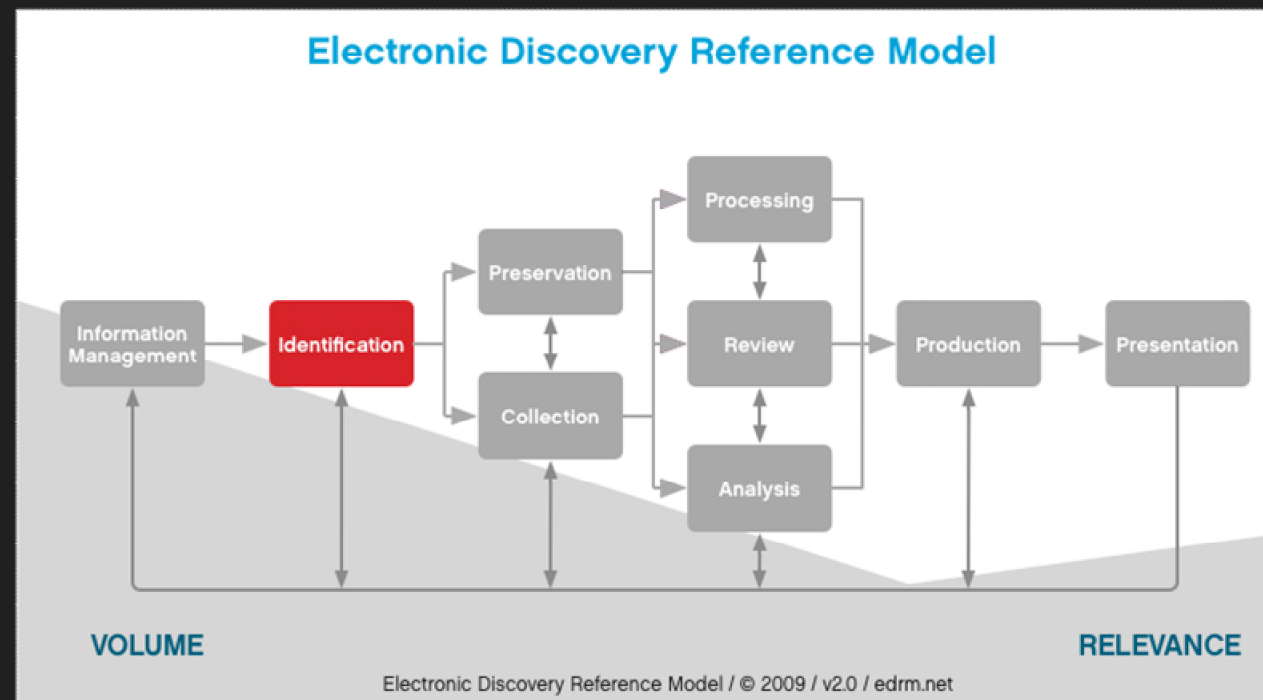 Electronic Discovery Reference Model
Processing
Preservation
Information
Management
Identification
Review
Production
Presentation
Collection
Analysis
VOLUME
RELEVANCE
Electronic Discovery Reference Model / © 2009 / v2.0 / edrm.net